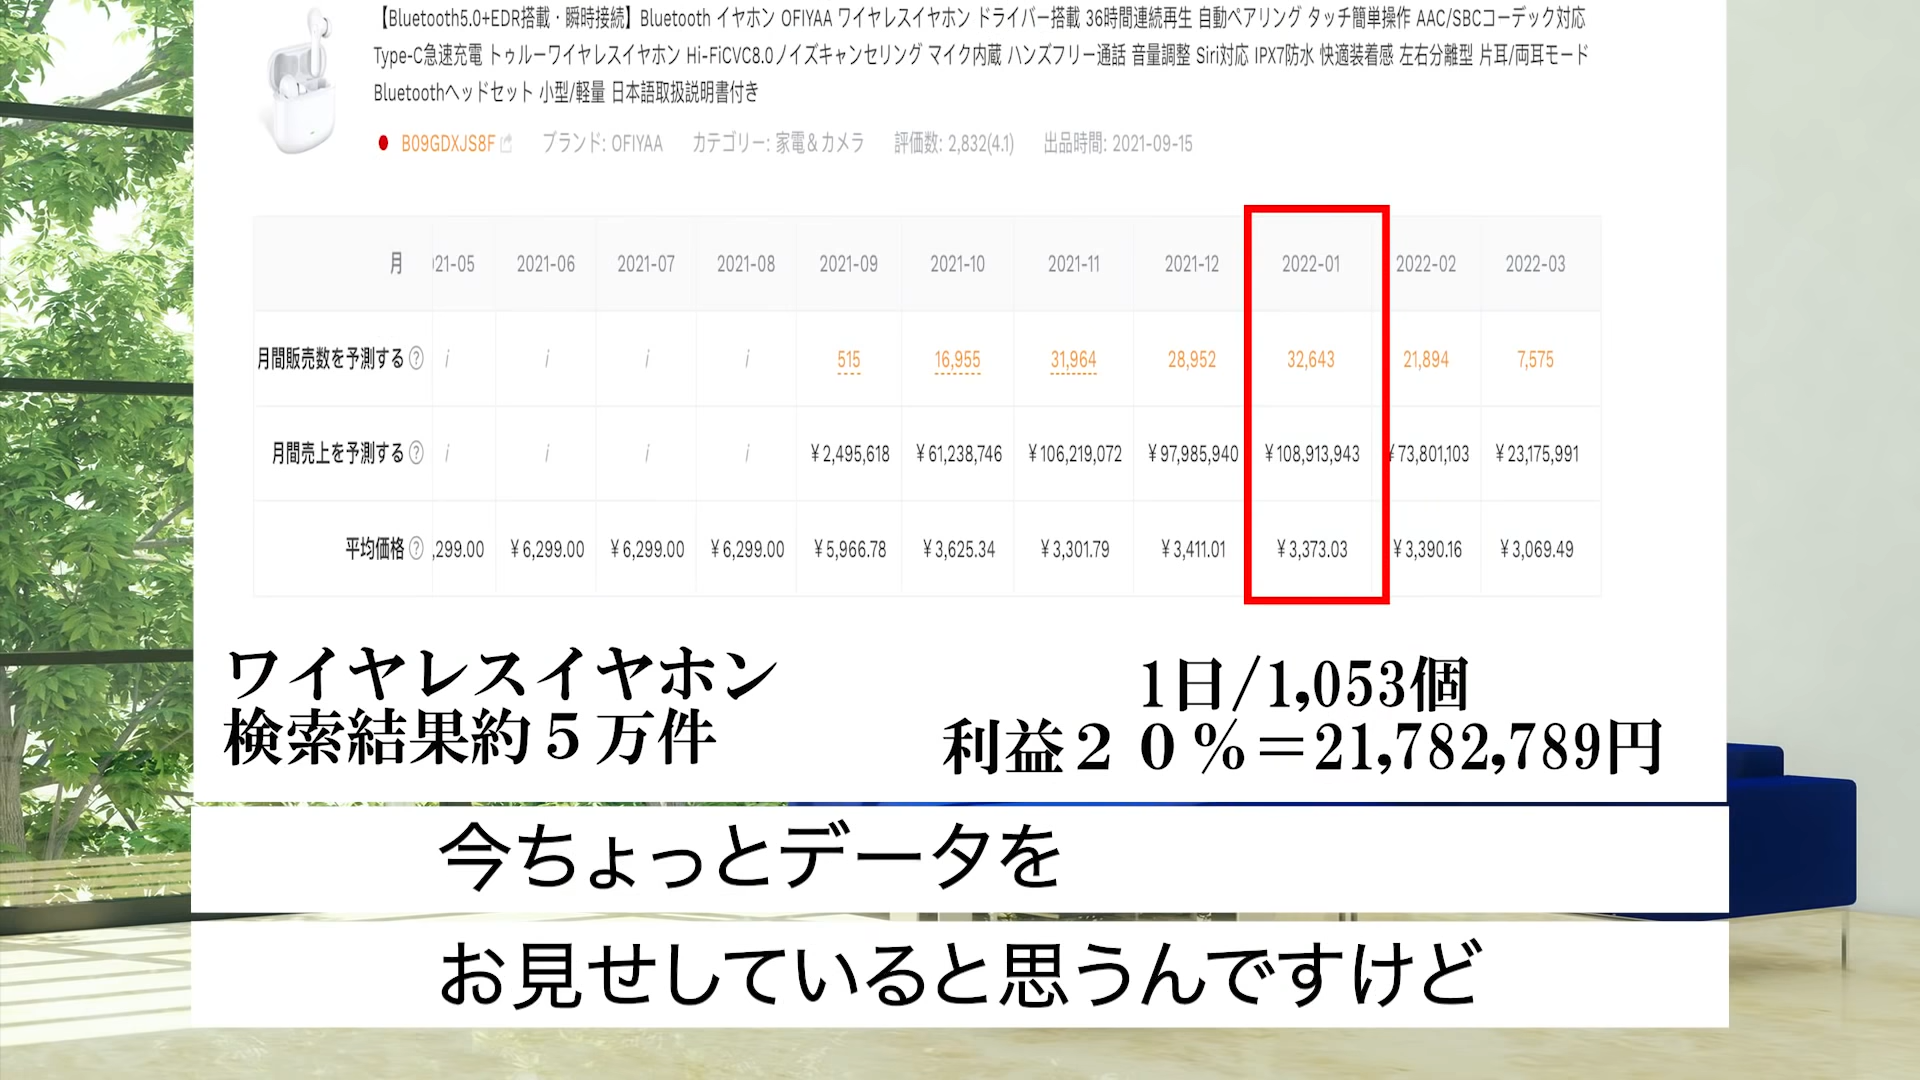 【Bluetooth5.0+EDR搭載・瞬時接続】Bluetooth イヤホン OFIYAA ワイヤレスイヤホン ドライバー搭載 36時間連続再生 自動ペアリング タッチ簡単操作 AAC/SBCコーデック対応
Type-C急速充電 トゥルーワイヤレスイヤホン Hi-FiCVC8.0ノイズキャンセリング マイク内蔵 ハンズフリー通話 音量調整 Siri対応 IPX7防水 快適装着感 左右分離型 片耳/両耳モード
Bluetoothヘッドセット 小型/軽量 日本語取扱説明書付き
B09GDXJS8F ブランド: OFIYAA カテゴリー: 家電＆カメラ 評価数: 2,832(4.1) 出品時間: 2021-09-15
月 21-05 2021-06 2021-07 2021-08 2021-09 2021-10 2021-11 2021-12 2022-01 2022-02 2022-03
月間販売数を予測する ? i i i i 515 16,955 31,964 28,952 32,643 21,894 7,575
月間売上を予測する ? i i i i ¥2,495,618 ¥61,238,746 ¥106,219,072 ¥97,985,940 ¥108,913,943 ¥73,801,103 ¥23,175,991
平均価格 ? ,299.00 ¥6,299.00 ¥6,299.00 ¥6,299.00 ¥5,966.78 ¥3,625.34 ¥3,301.79 ¥3,411.01 ¥3,373.03 ¥3,390.16 ¥3,069.49
ワイヤレスイヤホン
検索結果約５万件
1日/1,053個
利益２０％＝21,782,789円
今ちょっとデータを
お見せしていると思うんですけど